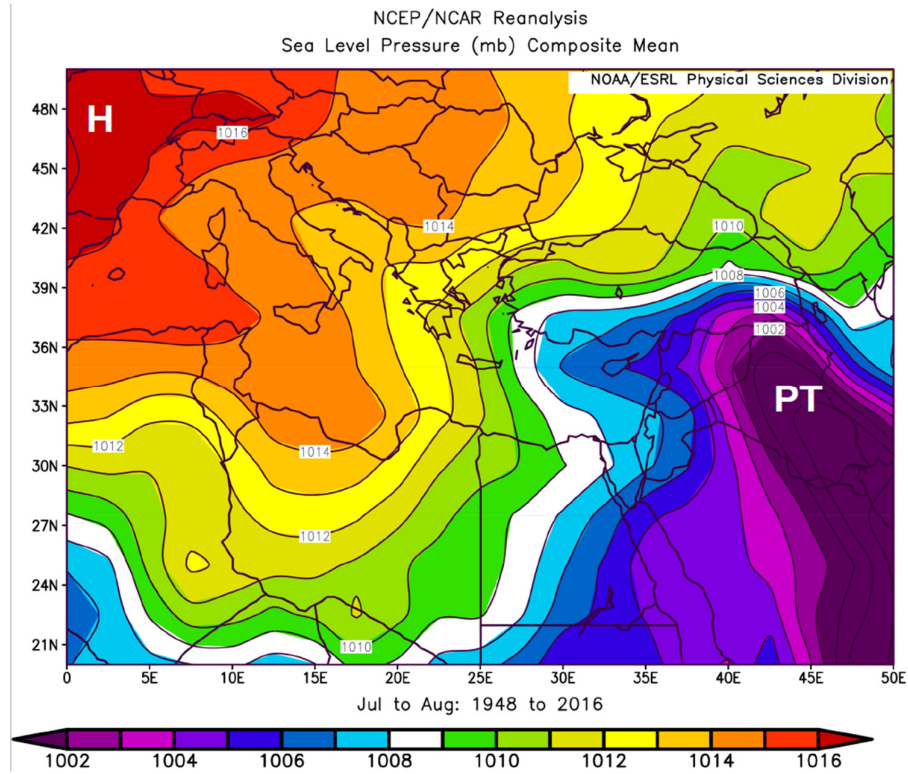 NCEP/NCAR Reanalysis
Sea Level Pressure (mb) Composite Mean
NOAA/ESRL Physical Sciences Division
48N
H
1016
45N
42N
1014
1010
39N
1008
1006
1004
1002
36N
33N
PT
1012
1014
30N
27N
1012
24N
21N
1010
0 5E 10E 15E 20E 25E 30E 35E 40E 45E 50E
Jul to Aug: 1948 to 2016
1002 1004 1006 1008 1010 1012 1014 1016